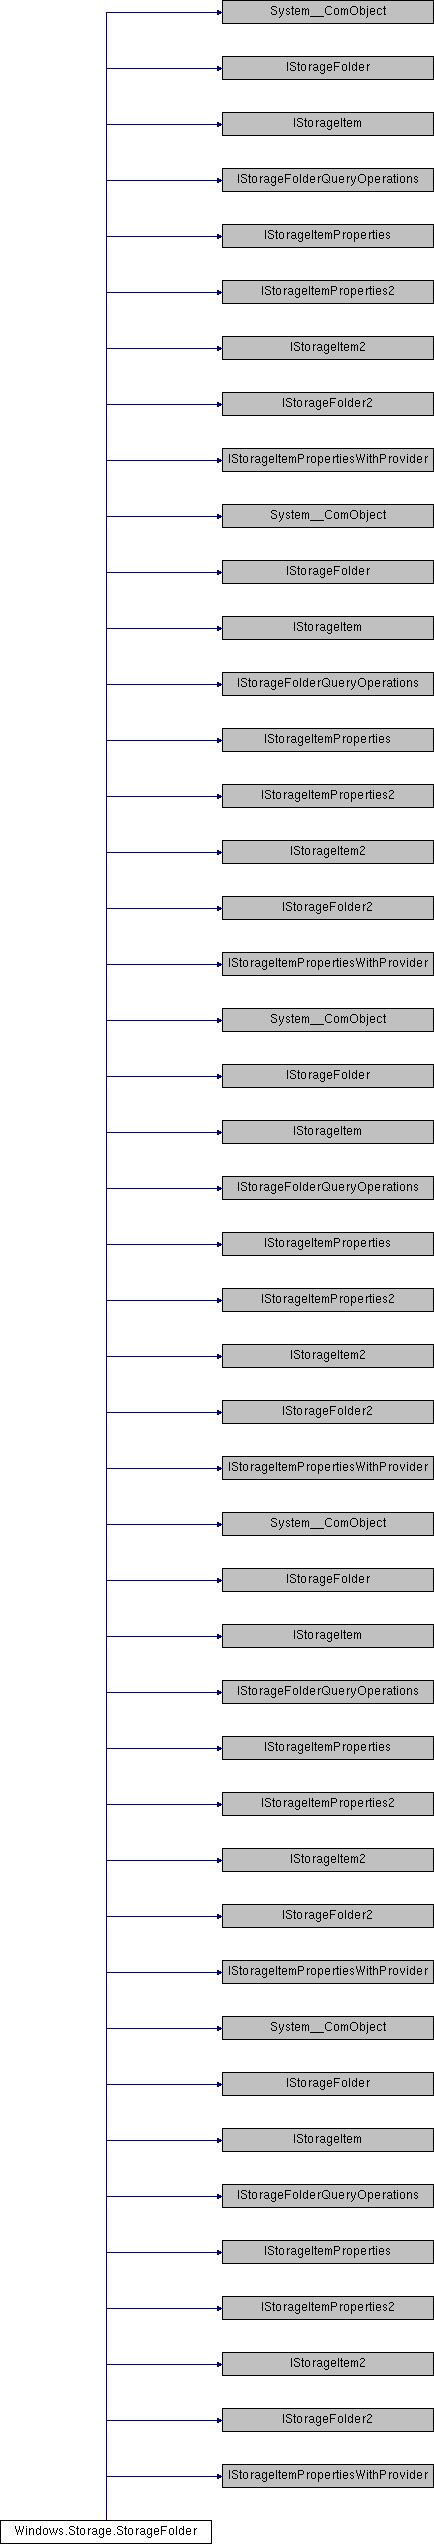 System__ComObject
IStorageFolder
IStorageItem
IStorageFolderQueryOperations
IStorageItemProperties
IStorageItemProperties2
IStorageItem2
IStorageFolder2
IStorageItemPropertiesWithProvider
System__ComObject
IStorageFolder
IStorageItem
IStorageFolderQueryOperations
IStorageItemProperties
IStorageItemProperties2
IStorageItem2
IStorageFolder2
IStorageItemPropertiesWithProvider
System__ComObject
IStorageFolder
IStorageItem
IStorageFolderQueryOperations
IStorageItemProperties
IStorageItemProperties2
IStorageItem2
IStorageFolder2
IStorageItemPropertiesWithProvider
System__ComObject
IStorageFolder
IStorageItem
IStorageFolderQueryOperations
IStorageItemProperties
IStorageItemProperties2
IStorageItem2
IStorageFolder2
IStorageItemPropertiesWithProvider
System__ComObject
IStorageFolder
IStorageItem
IStorageFolderQueryOperations
IStorageItemProperties
IStorageItemProperties2
IStorageItem2
IStorageFolder2
IStorageItemPropertiesWithProvider
Windows.Storage.StorageFolder